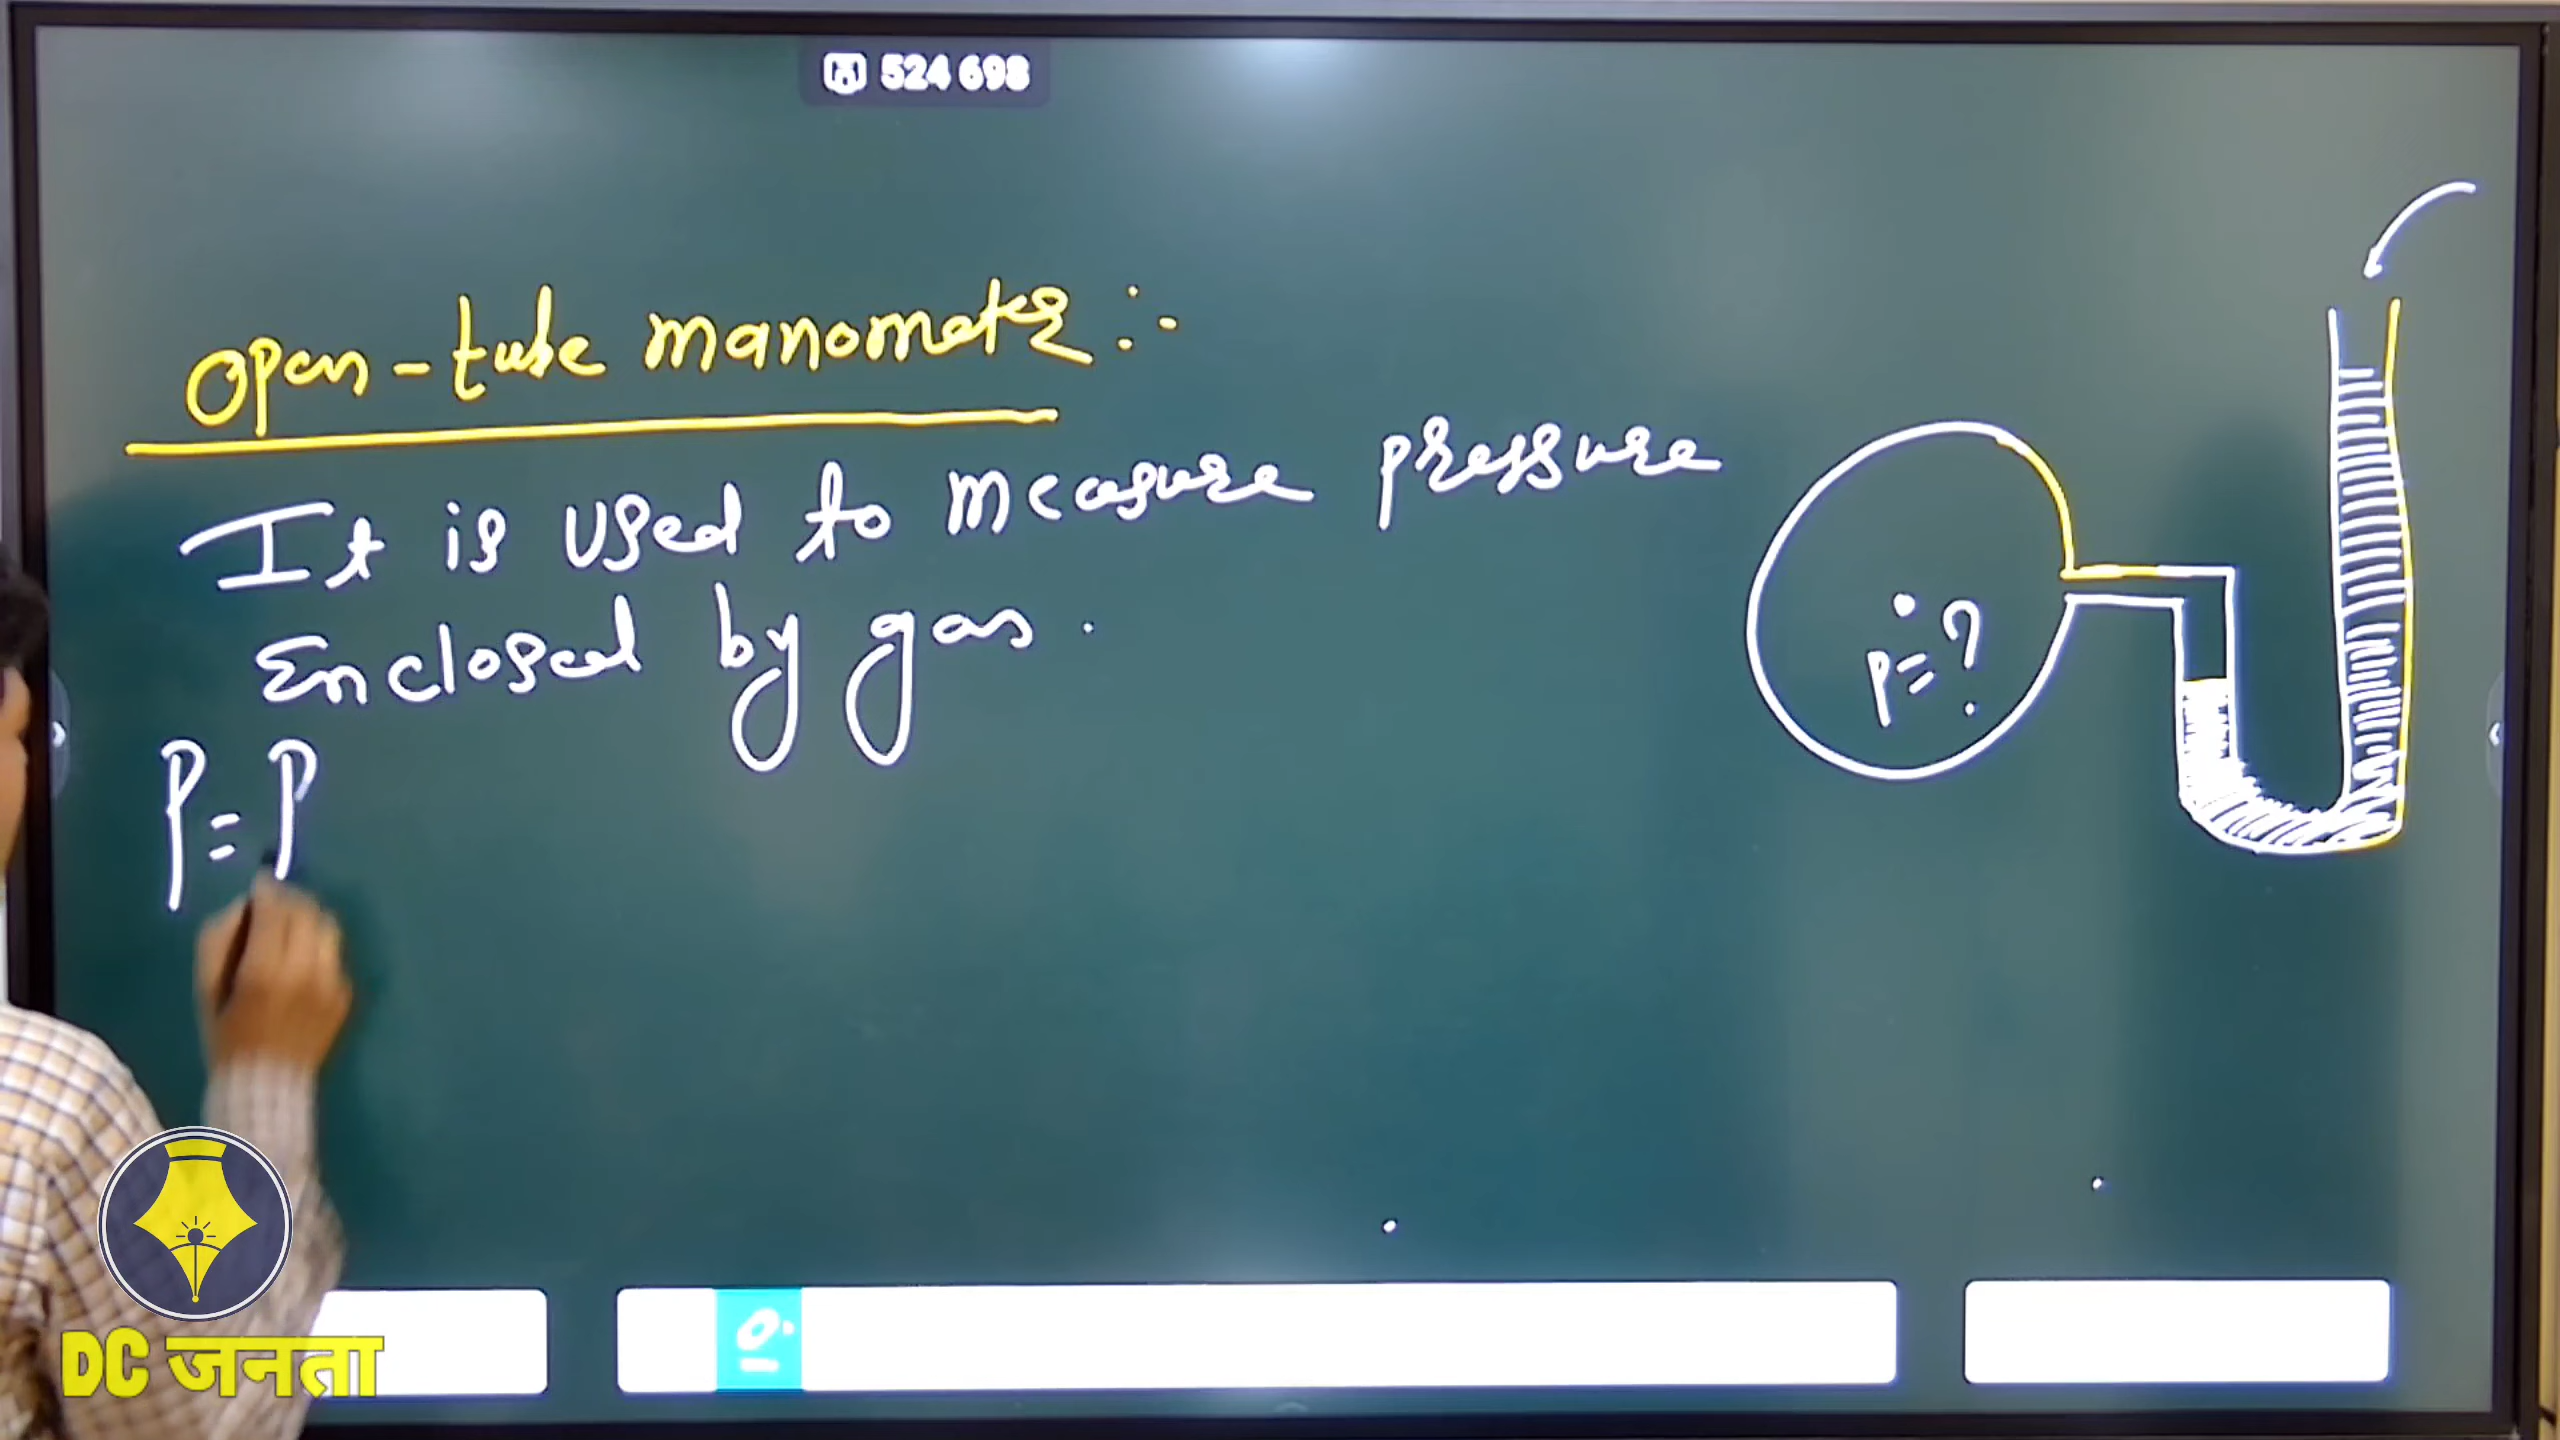 524 698
Open-tube manometer :-
It is used to measure pressure
Enclosed by gas.
P = P
P = ?
DC जनता